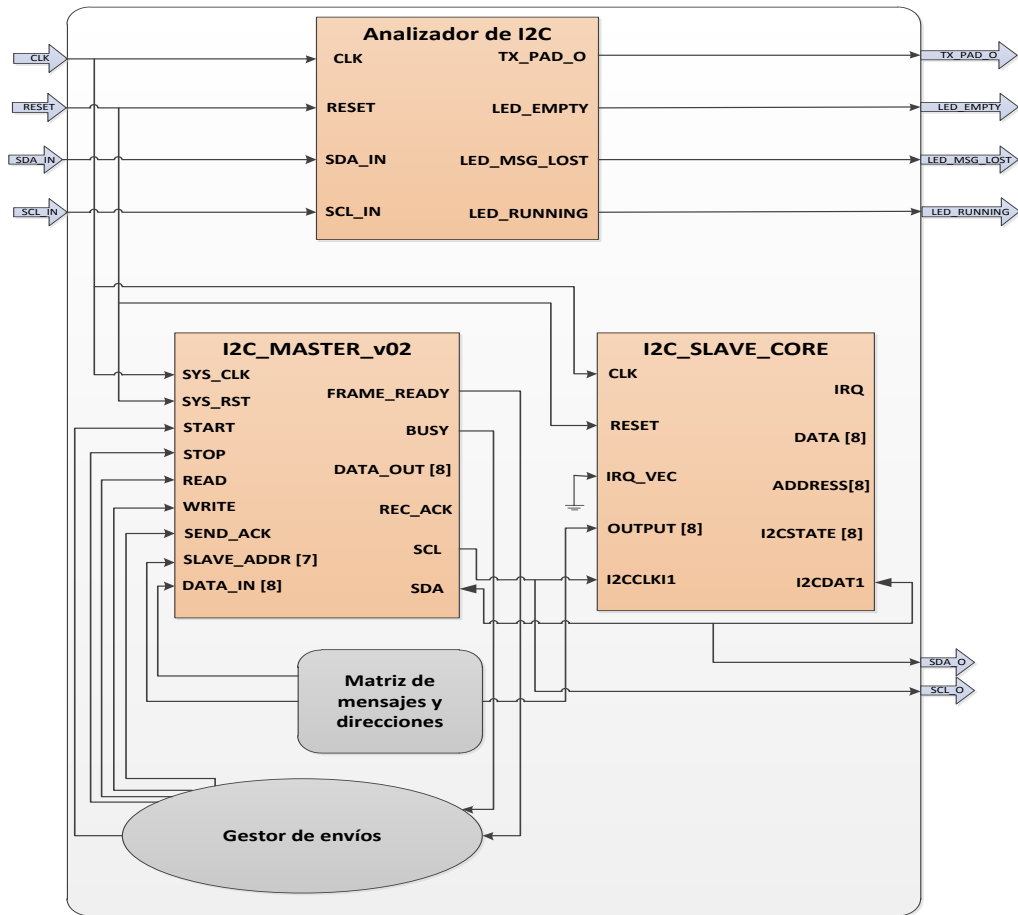 Analizador de I2C
CLK
RESET
SDA_IN
SCL_IN
CLK
RESET
SDA_IN
SCL_IN
TX_PAD_O
LED_EMPTY
LED_MSG_LOST
LED_RUNNING
TX_PAD_O
LED_EMPTY
LED_MSG_LOST
LED_RUNNING
I2C_MASTER_v02
SYS_CLK
SYS_RST
START
STOP
READ
WRITE
SEND_ACK
SLAVE_ADDR [7]
DATA_IN [8]
FRAME_READY
BUSY
DATA_OUT [8]
REC_ACK
SCL
SDA
I2C_SLAVE_CORE
CLK
RESET
IRQ_VEC
OUTPUT [8]
I2CCLKI1
IRQ
DATA [8]
ADDRESS[8]
I2CSTATE [8]
I2CDAT1
SDA_O
SCL_O
Matriz de
mensajes y
direcciones
Gestor de envíos